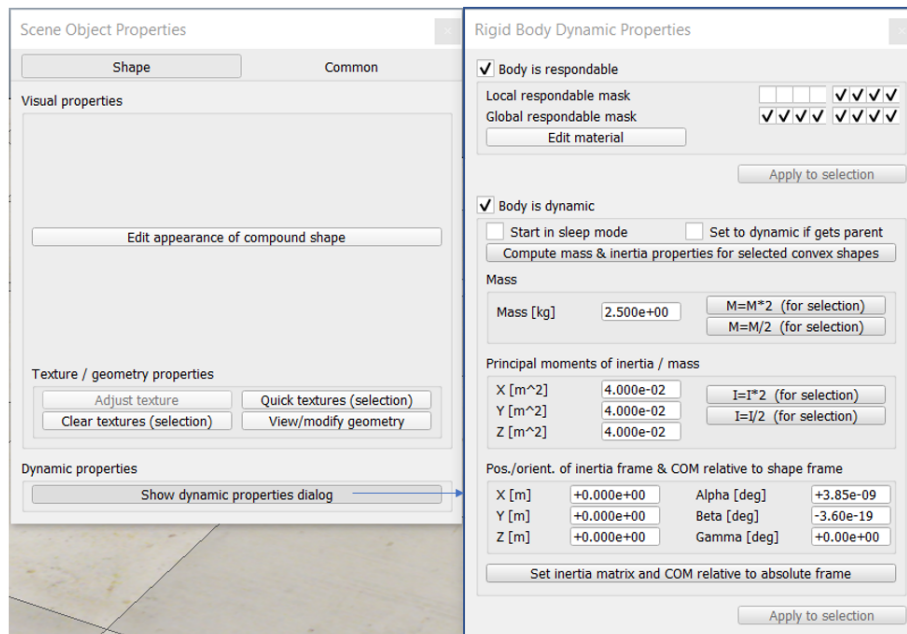 Scene Object Properties
Shape
Common
Visual properties
Edit appearance of compound shape
Texture / geometry properties
Adjust texture
Quick textures (selection)
Clear textures (selection)
View/modify geometry
Dynamic properties
Show dynamic properties dialog
Rigid Body Dynamic Properties
Body is respondable
Local respondable mask
Global respondable mask
Edit material
Apply to selection
Body is dynamic
Start in sleep mode
Set to dynamic if gets parent
Compute mass & inertia properties for selected convex shapes
Mass
Mass [kg] 2.500e+00
M=M*2 (for selection)
M=M/2 (for selection)
Principal moments of inertia / mass
X [m^2] 4.000e-02
Y [m^2] 4.000e-02
Z [m^2] 4.000e-02
I=I*2 (for selection)
I=I/2 (for selection)
Pos./orient. of inertia frame & COM relative to shape frame
X [m] +0.000e+00 Alpha [deg] +3.85e-09
Y [m] +0.000e+00 Beta [deg] -3.60e-19
Z [m] +0.000e+00 Gamma [deg] +0.00e+00
Set inertia matrix and COM relative to absolute frame
Apply to selection